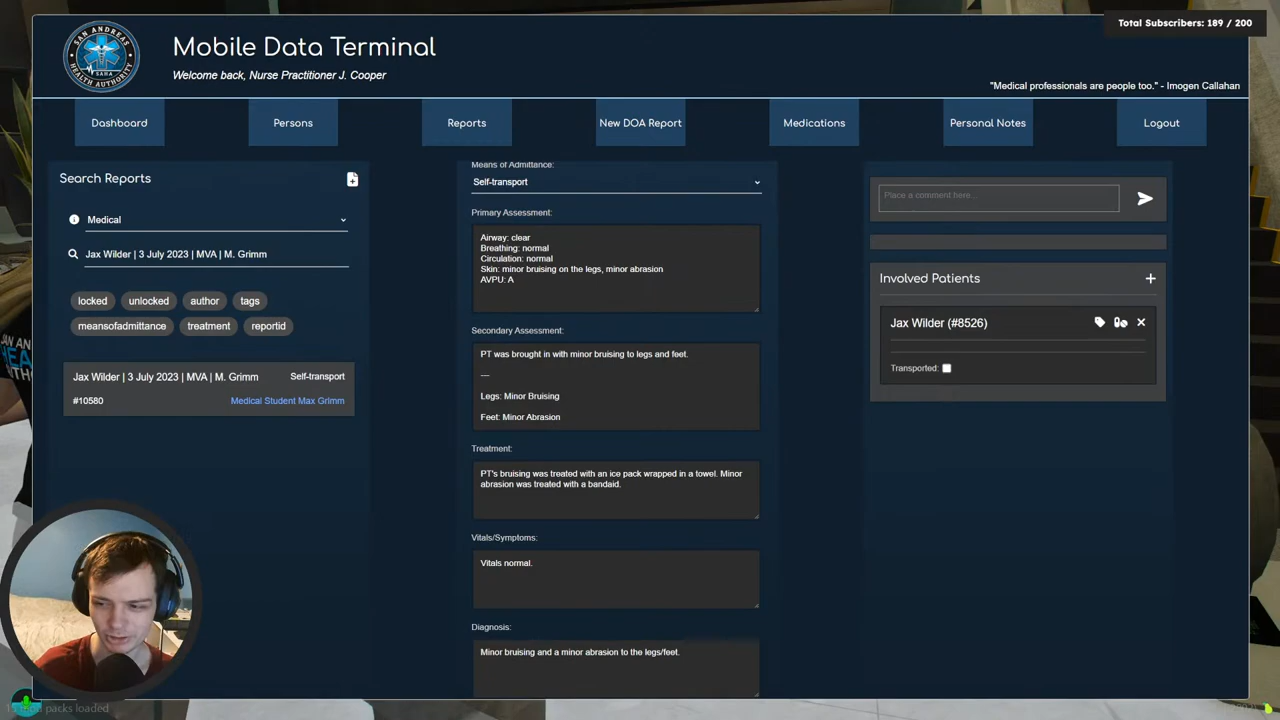 Total Subscribers: 189 / 200
SAN ANDREAS
SAHA
HEALTH AUTHORITY
Mobile Data Terminal
Welcome back, Nurse Practitioner J. Cooper
"Medical professionals are people too." - Imogen Callahan
Dashboard
Persons
Reports
New DOA Report
Medications
Personal Notes
Logout
Search Reports
Medical
Jax Wilder | 3 July 2023 | MVA | M. Grimm
locked
unlocked
author
tags
meansofadmittance
treatment
reportid
Jax Wilder | 3 July 2023 | MVA | M. Grimm
Self-transport
#10580
Medical Student Max Grimm
Means of Admittance:
Self-transport
Primary Assessment:
Airway: clear
Breathing: normal
Circulation: normal
Skin: minor bruising on the legs, minor abrasion
AVPU: A
Secondary Assessment:
PT was brought in with minor bruising to legs and feet.
---
Legs: Minor Bruising
Feet: Minor Abrasion
Treatment:
PT's bruising was treated with an ice pack wrapped in a towel. Minor
abrasion was treated with a bandaid.
Vitals/Symptoms:
Vitals normal.
Diagnosis:
Minor bruising and a minor abrasion to the legs/feet.
Place a comment here...
Involved Patients
Jax Wilder (#8526)
Transported:
packs loaded